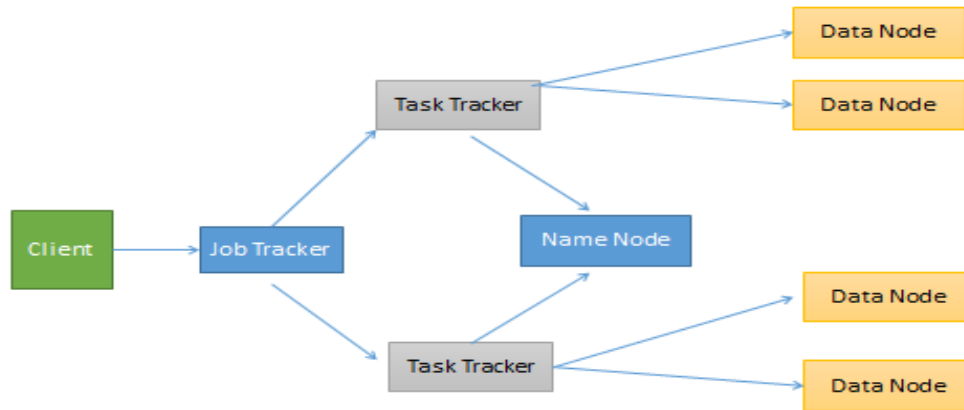 Data Node
Data Node
Task Tracker
Client
Job Tracker
Name Node
Data Node
Task Tracker
Data Node